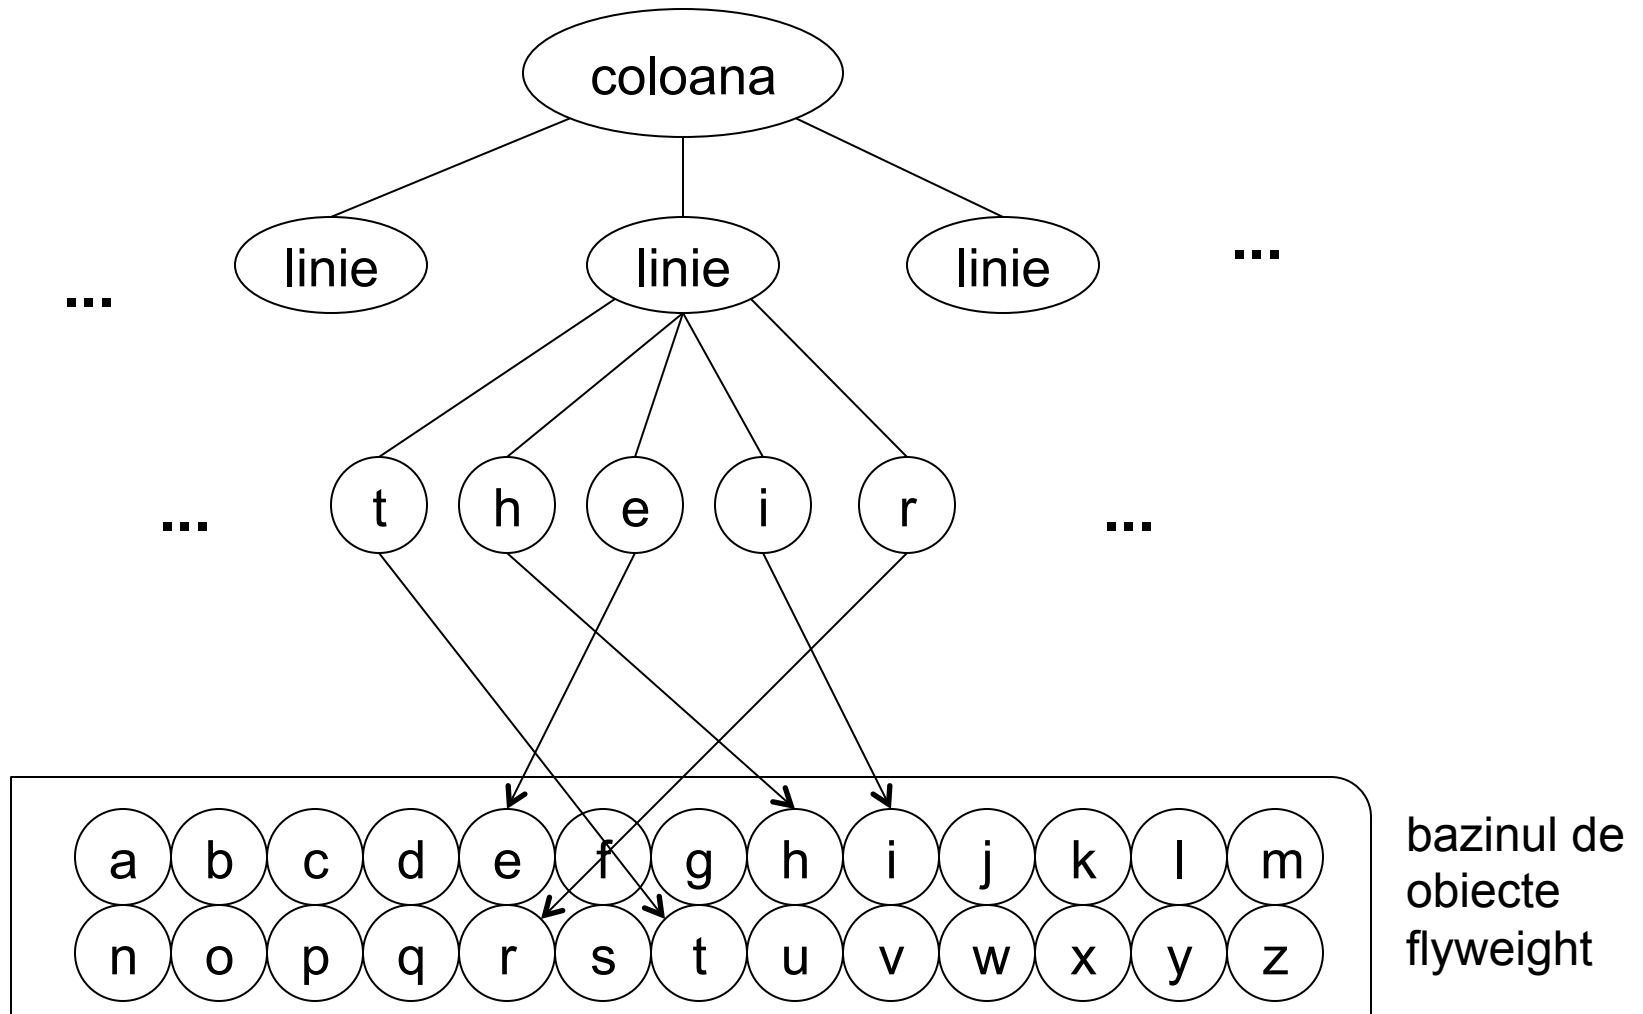 coloana
linie linie linie ...
...
... t h e i r ...
a b c d e f g h i j k l m
n o p q r s t u v w x y z
bazinul de
obiecte
flyweight